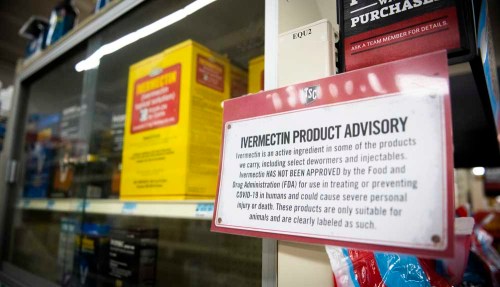 PURCHASE
ASK A TEAM MEMBER FOR DETAILS.
EQU2
IVERMECTIN
TSC
IVERMECTIN PRODUCT ADVISORY
Ivermectin is an active ingredient in some of the products
we carry, including select dewormers and injectables.
Ivermectin HAS NOT BEEN APPROVED by the Food and
Drug Administration (FDA) for use in treating or preventing
COVID-19 in humans and could cause severe personal
injury or death. These products are only suitable for
animals and are clearly labeled as such.